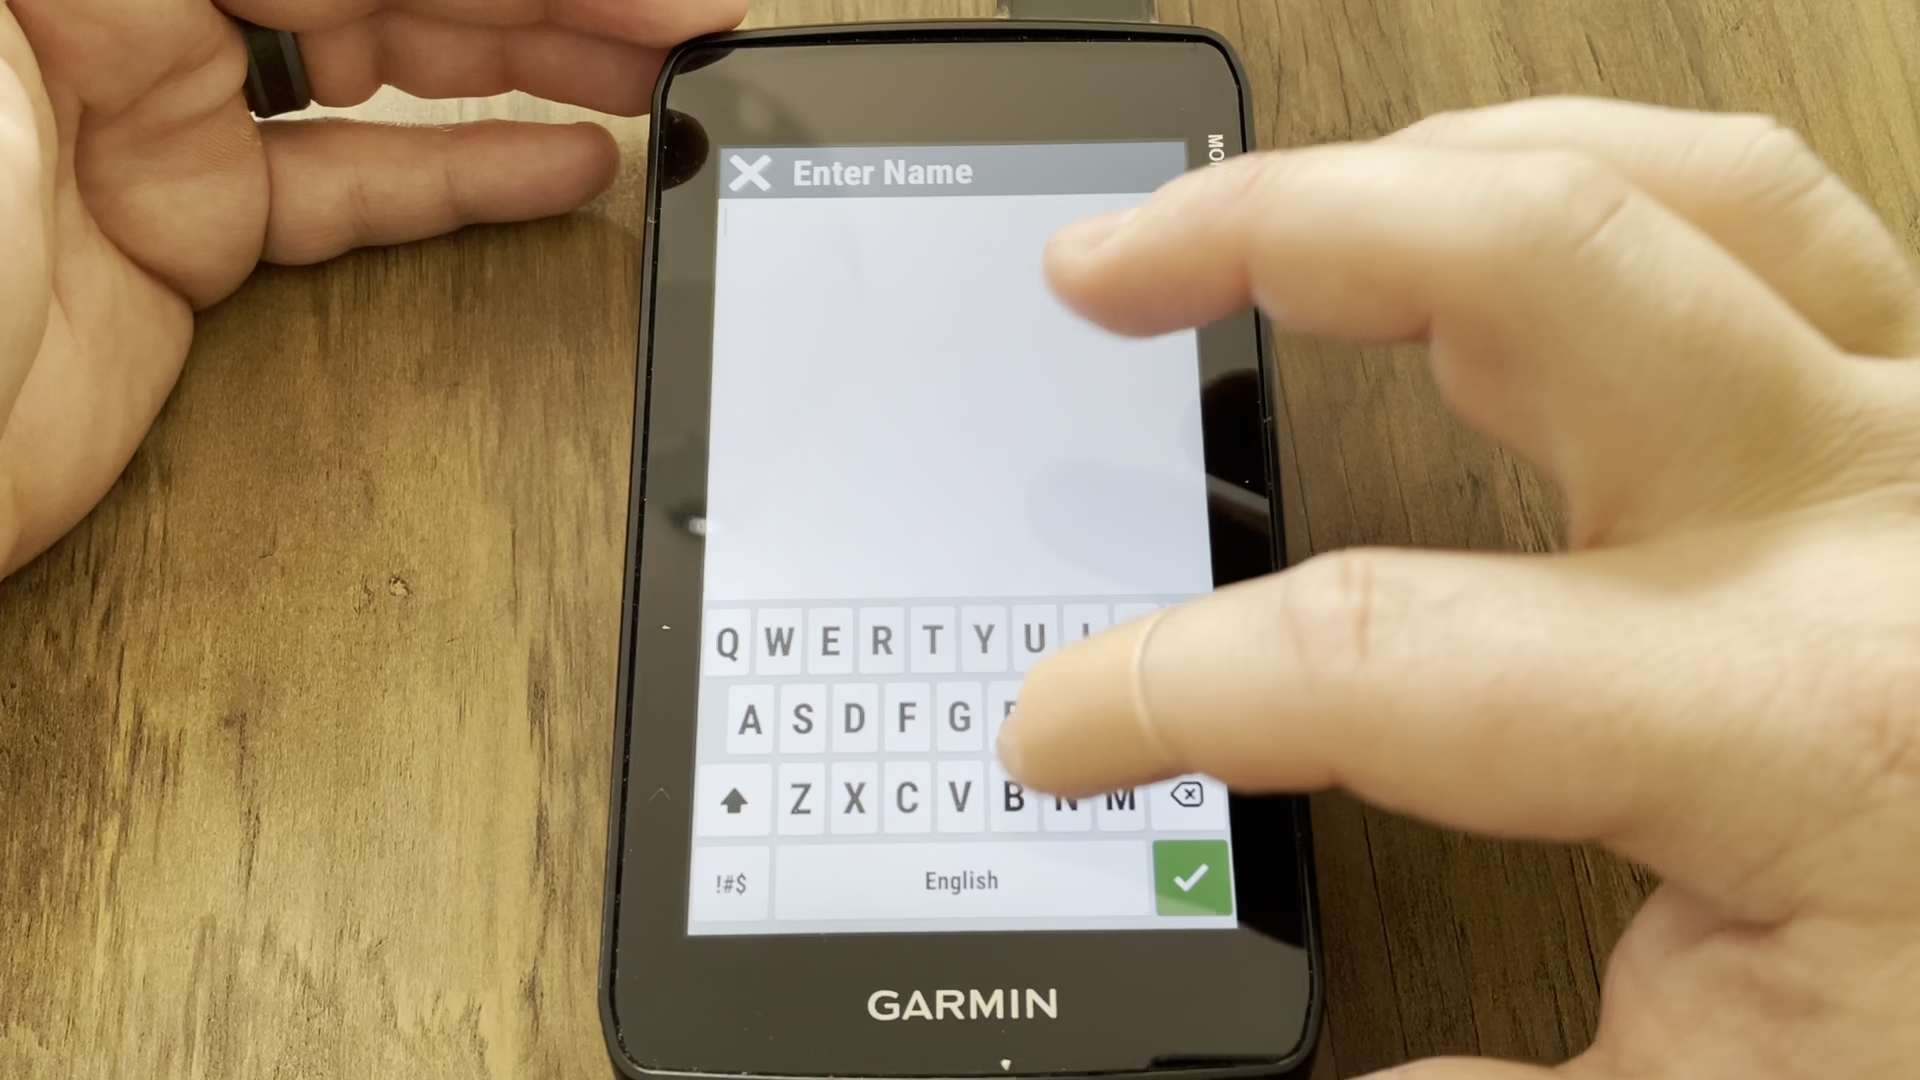 Enter Name
Q W E R T Y U
A S D F G
Z X C V B N M
!#$ English
GARMIN